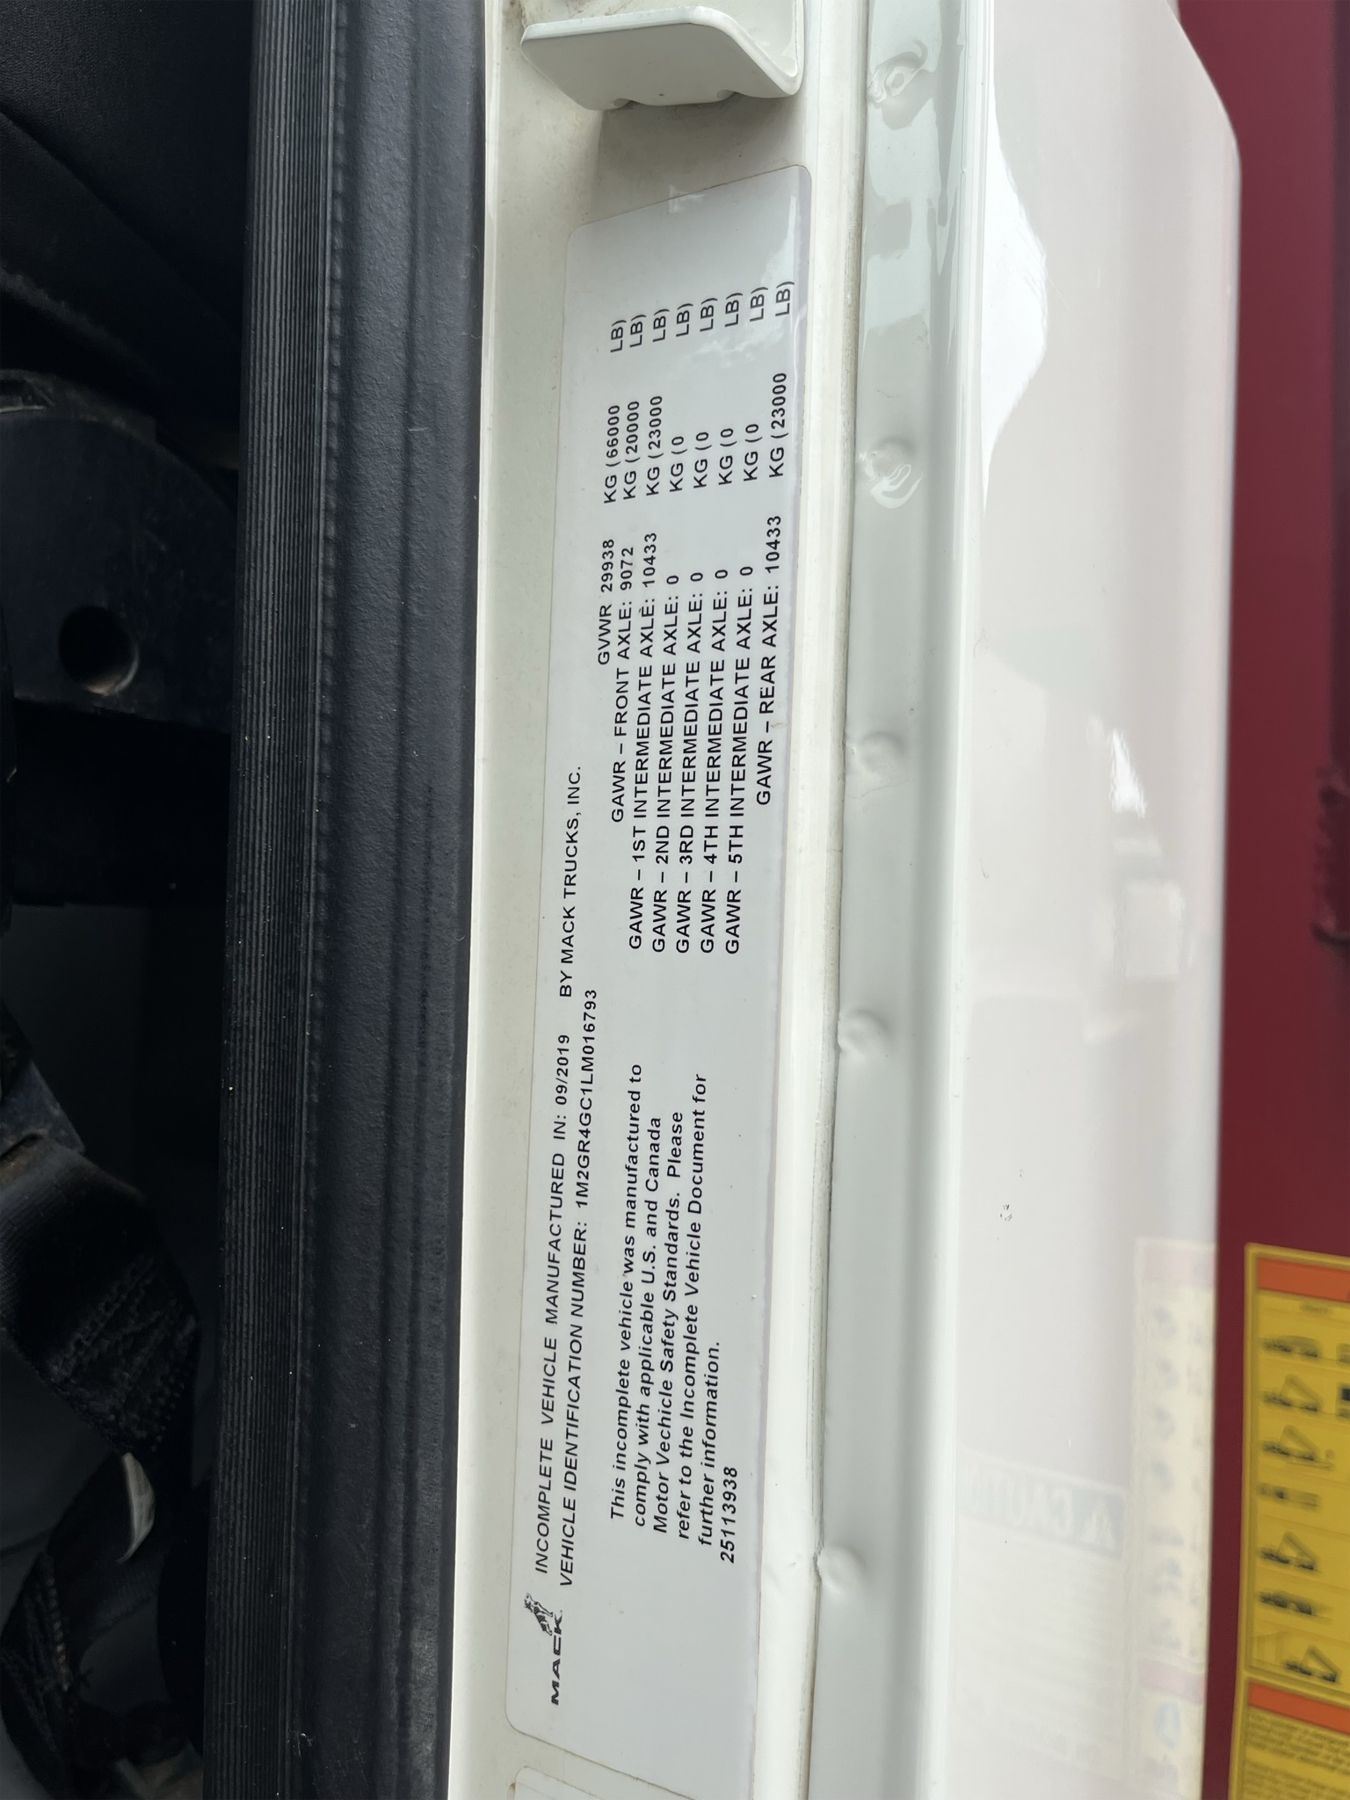 MACK
INCOMPLETE VEHICLE MANUFACTURED IN: 09/2019 BY MACK TRUCKS, INC.
VEHICLE IDENTIFICATION NUMBER: 1M2GR4GC1LM016793
This incomplete vehicle was manufactured to
comply with applicable U.S. and Canada
Motor Vechicle Safety Standards. Please
refer to the Incomplete Vehicle Document for
further information.
25113938
GVWR 29938 KG (66000 LB)
GAWR – FRONT AXLE: 9072 KG (20000 LB)
GAWR – 1ST INTERMEDIATE AXLE: 10433 KG (23000 LB)
GAWR – 2ND INTERMEDIATE AXLE: 0 KG (0 LB)
GAWR – 3RD INTERMEDIATE AXLE: 0 KG (0 LB)
GAWR – 4TH INTERMEDIATE AXLE: 0 KG (0 LB)
GAWR – 5TH INTERMEDIATE AXLE: 0 KG (0 LB)
GAWR – REAR AXLE: 10433 KG (23000 LB)